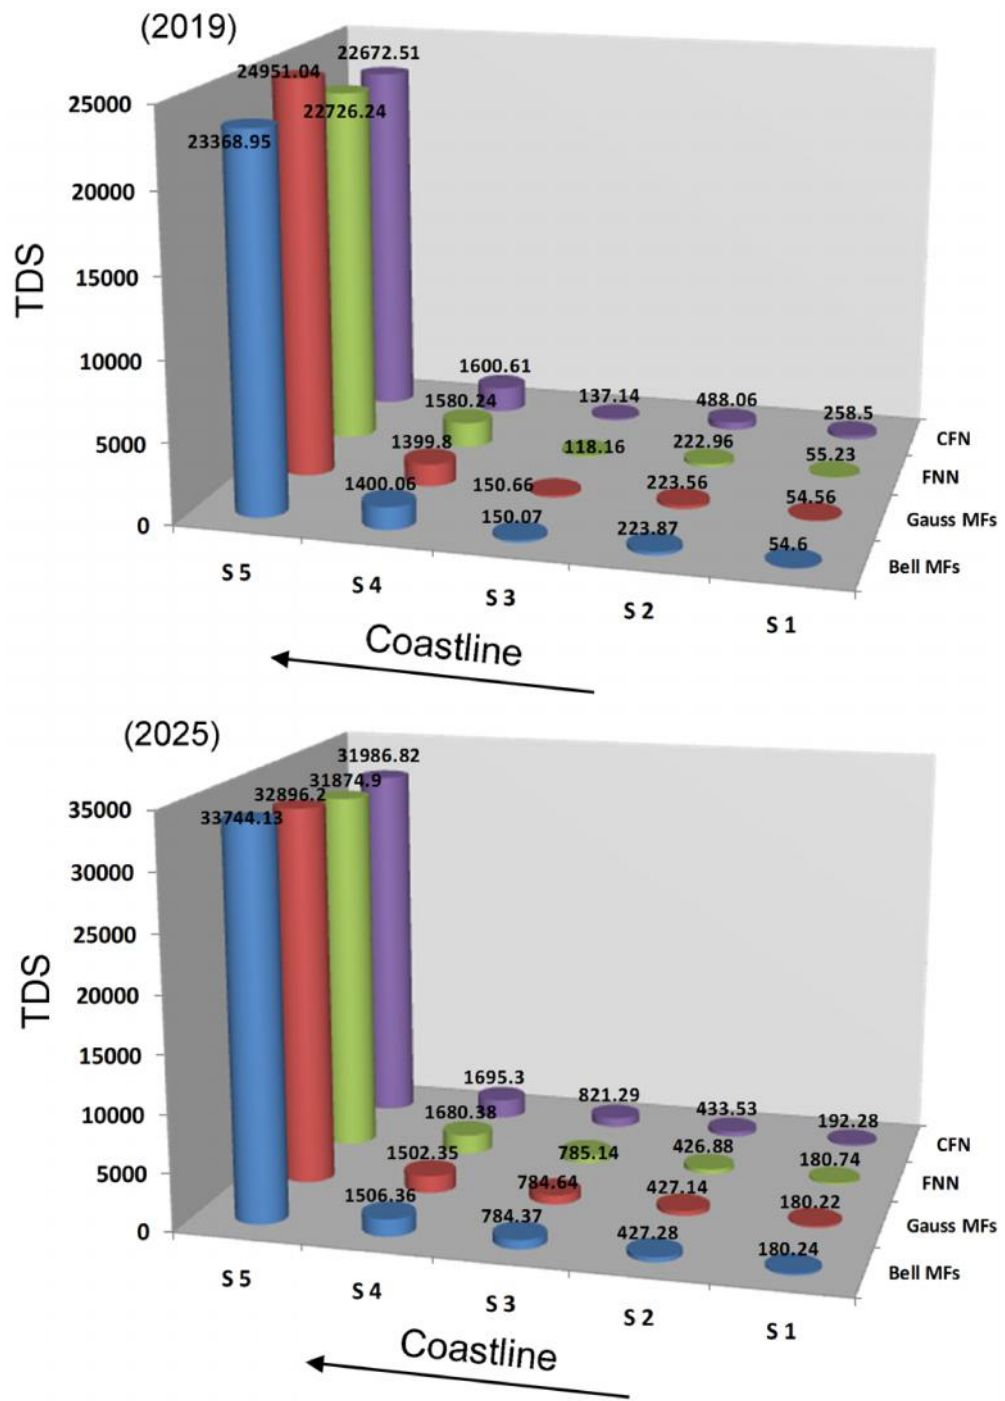 (2019)
22672.51
24951.04
25000
22726.24
23368.95
20000
TDS
15000
10000
1600.61
1580.24
137.14
488.06
258.5
5000
1399.8
118.16
222.96
55.23
CFN
1400.06
150.66
223.56
54.56
FNN
150.07
223.87
54.6
Gauss MFs
0
Bell MFs
S 5
S 4
S 3
S 2
S 1
Coastline
(2025)
31986.82
31874.9
32896.2
33744.13
35000
30000
25000
TDS
20000
15000
10000
1695.3
821.29
433.53
192.28
1680.38
785.14
426.88
180.74
CFN
5000
1502.35
784.64
427.14
180.22
FNN
1506.36
784.37
427.28
180.24
Gauss MFs
0
Bell MFs
S 5
S 4
S 3
S 2
S 1
Coastline